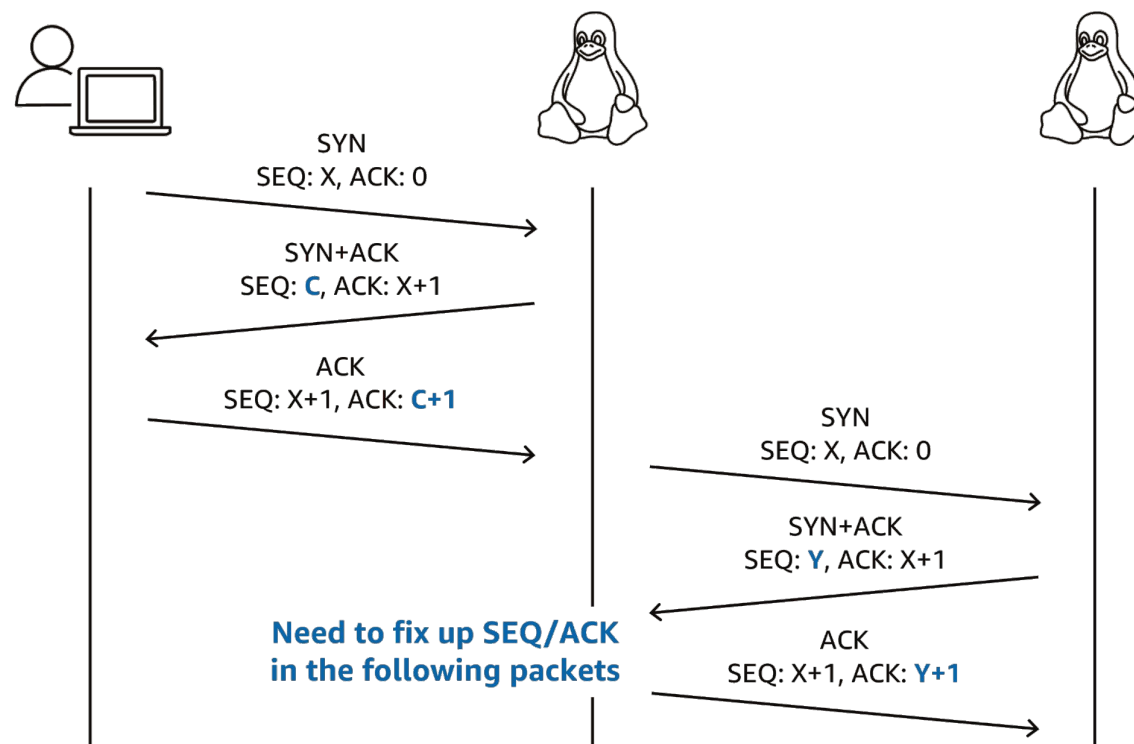 SYN
SEQ: X, ACK: 0
SYN+ACK
SEQ: C, ACK: X+1
ACK
SEQ: X+1, ACK: C+1
SYN
SEQ: X, ACK: 0
SYN+ACK
SEQ: Y, ACK: X+1
Need to fix up SEQ/ACK
in the following packets
ACK
SEQ: X+1, ACK: Y+1